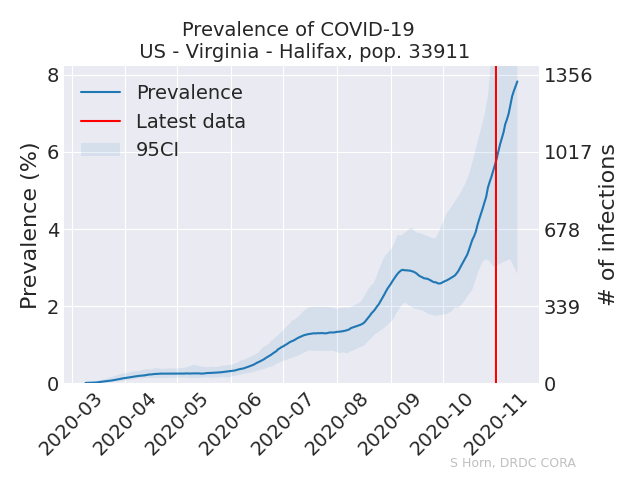 Prevalence of COVID-19
US - Virginia - Halifax, pop. 33911
Prevalence (%)
8
6
4
2
0
Prevalence
Latest data
95CI
1356
1017
678
339
0
# of infections
2020-03
2020-04
2020-05
2020-06
2020-07
2020-08
2020-09
2020-10
2020-11
S Horn, DRDC CORA